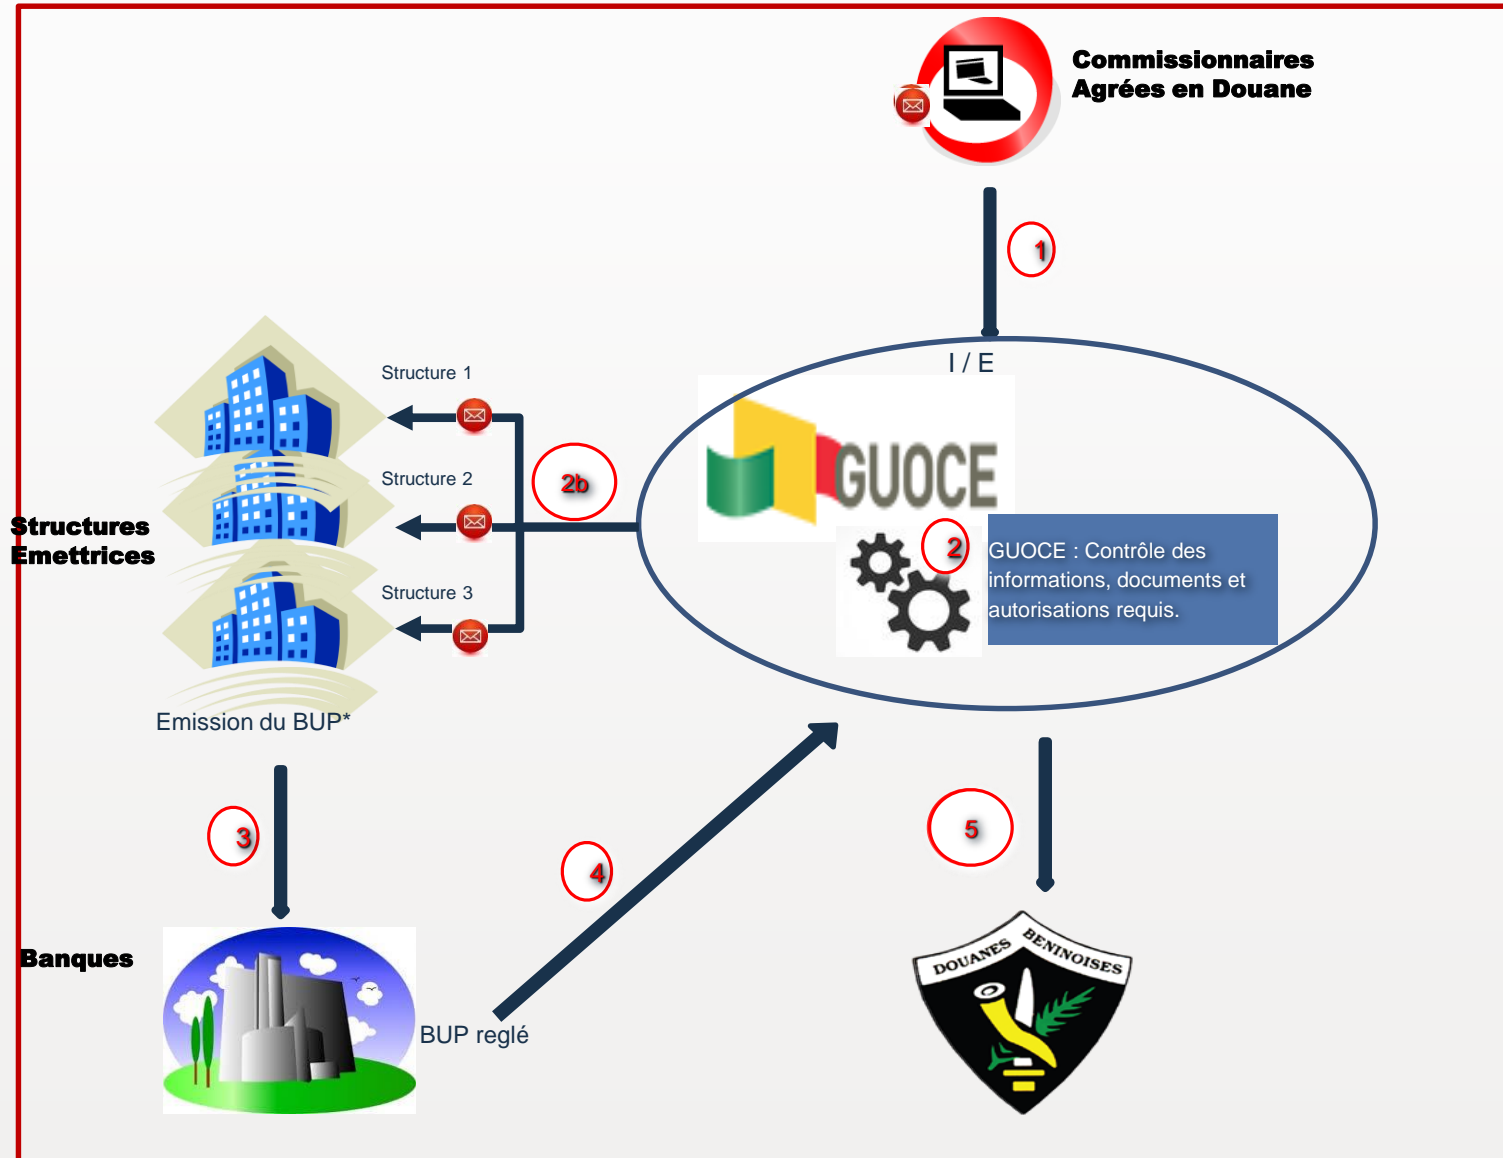 Commissionnaires
Agrées en Douane
1
I / E
GUOCE
2
GUOCE : Contrôle des
informations, documents et
autorisations requis.
Structure 1
Structure 2
2b
Structure 3
Structures
Emettrices
Emission du BUP*
3
4
5
Banques
BUP reglé
DOUANES BENINOISES